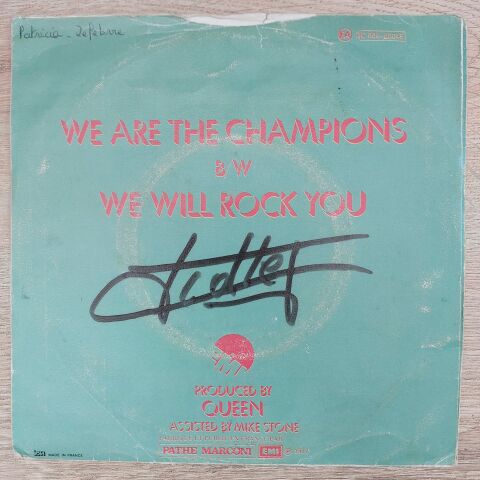 Patricia - Lefebvre
WE ARE THE CHAMPIONS
B/W
WE WILL ROCK YOU
EMI
PRODUCED BY
QUEEN
ASSISTED BY MIKE STONE
PATHE MARCONI EMI
MADE IN FRANCE